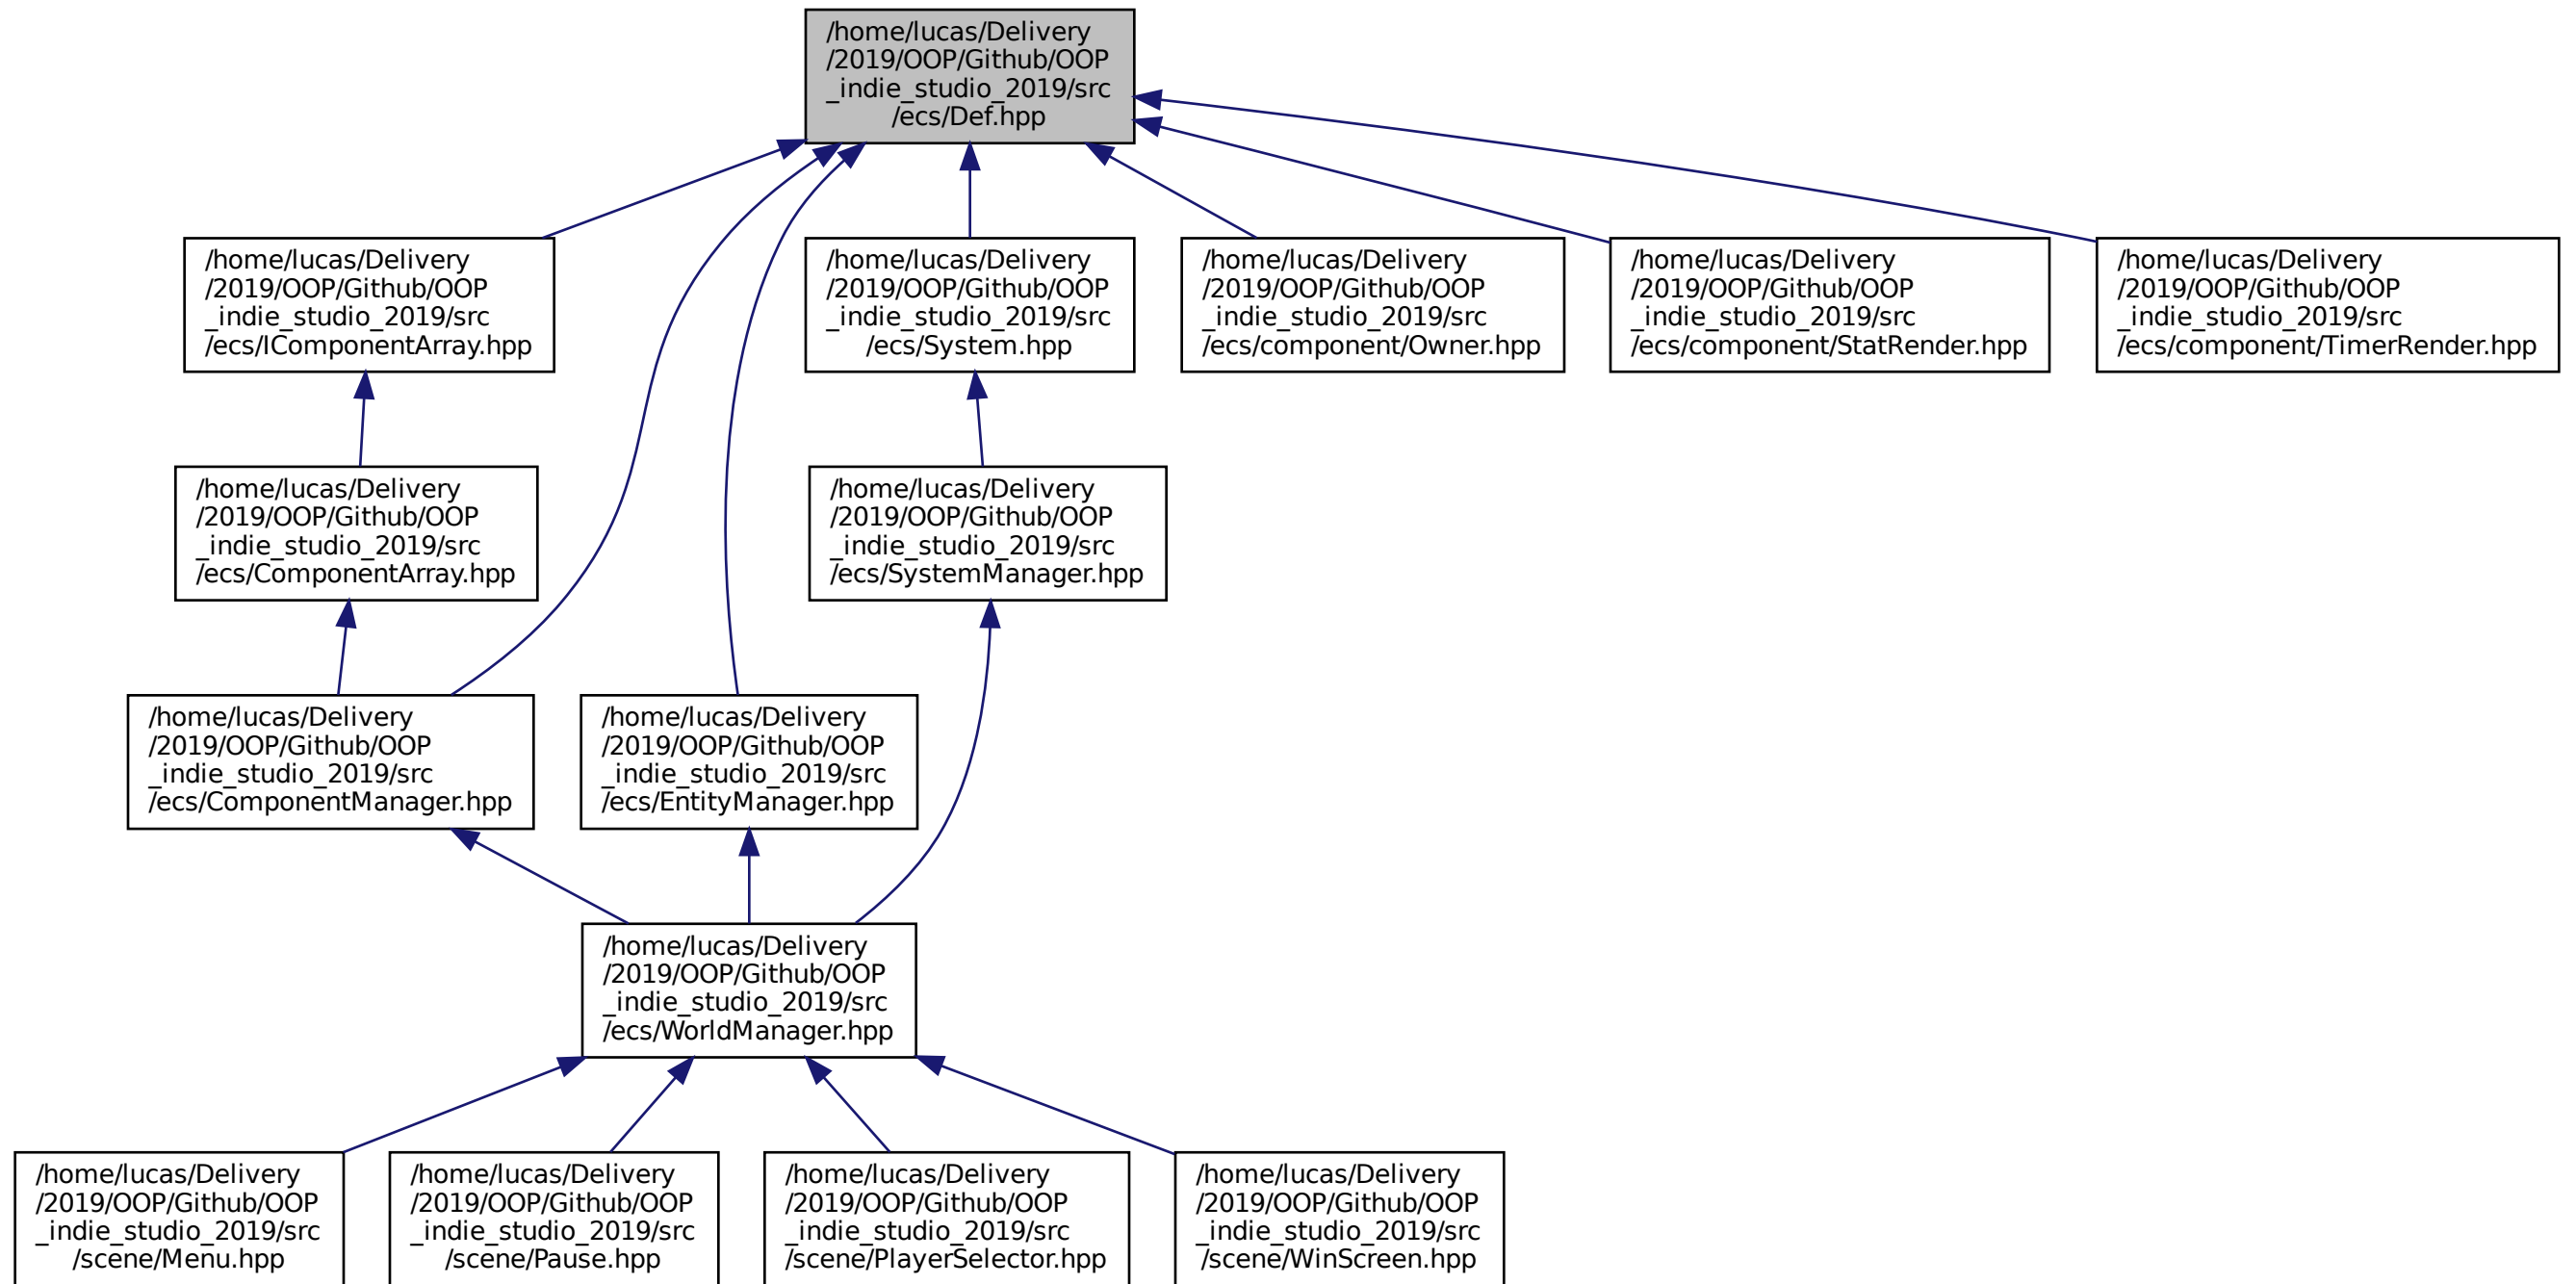 /home/lucas/Delivery
/2019/OOP/Github/OOP
_indie_studio_2019/src
/ecs/Def.hpp
/home/lucas/Delivery
/2019/OOP/Github/OOP
_indie_studio_2019/src
/ecs/IComponentArray.hpp
/home/lucas/Delivery
/2019/OOP/Github/OOP
_indie_studio_2019/src
/ecs/System.hpp
/home/lucas/Delivery
/2019/OOP/Github/OOP
_indie_studio_2019/src
/ecs/component/Owner.hpp
/home/lucas/Delivery
/2019/OOP/Github/OOP
_indie_studio_2019/src
/ecs/component/StatRender.hpp
/home/lucas/Delivery
/2019/OOP/Github/OOP
_indie_studio_2019/src
/ecs/component/TimerRender.hpp
/home/lucas/Delivery
/2019/OOP/Github/OOP
_indie_studio_2019/src
/ecs/ComponentArray.hpp
/home/lucas/Delivery
/2019/OOP/Github/OOP
_indie_studio_2019/src
/ecs/SystemManager.hpp
/home/lucas/Delivery
/2019/OOP/Github/OOP
_indie_studio_2019/src
/ecs/ComponentManager.hpp
/home/lucas/Delivery
/2019/OOP/Github/OOP
_indie_studio_2019/src
/ecs/EntityManager.hpp
/home/lucas/Delivery
/2019/OOP/Github/OOP
_indie_studio_2019/src
/ecs/WorldManager.hpp
/home/lucas/Delivery
/2019/OOP/Github/OOP
_indie_studio_2019/src
/scene/Menu.hpp
/home/lucas/Delivery
/2019/OOP/Github/OOP
_indie_studio_2019/src
/scene/Pause.hpp
/home/lucas/Delivery
/2019/OOP/Github/OOP
_indie_studio_2019/src
/scene/PlayerSelector.hpp
/home/lucas/Delivery
/2019/OOP/Github/OOP
_indie_studio_2019/src
/scene/WinScreen.hpp